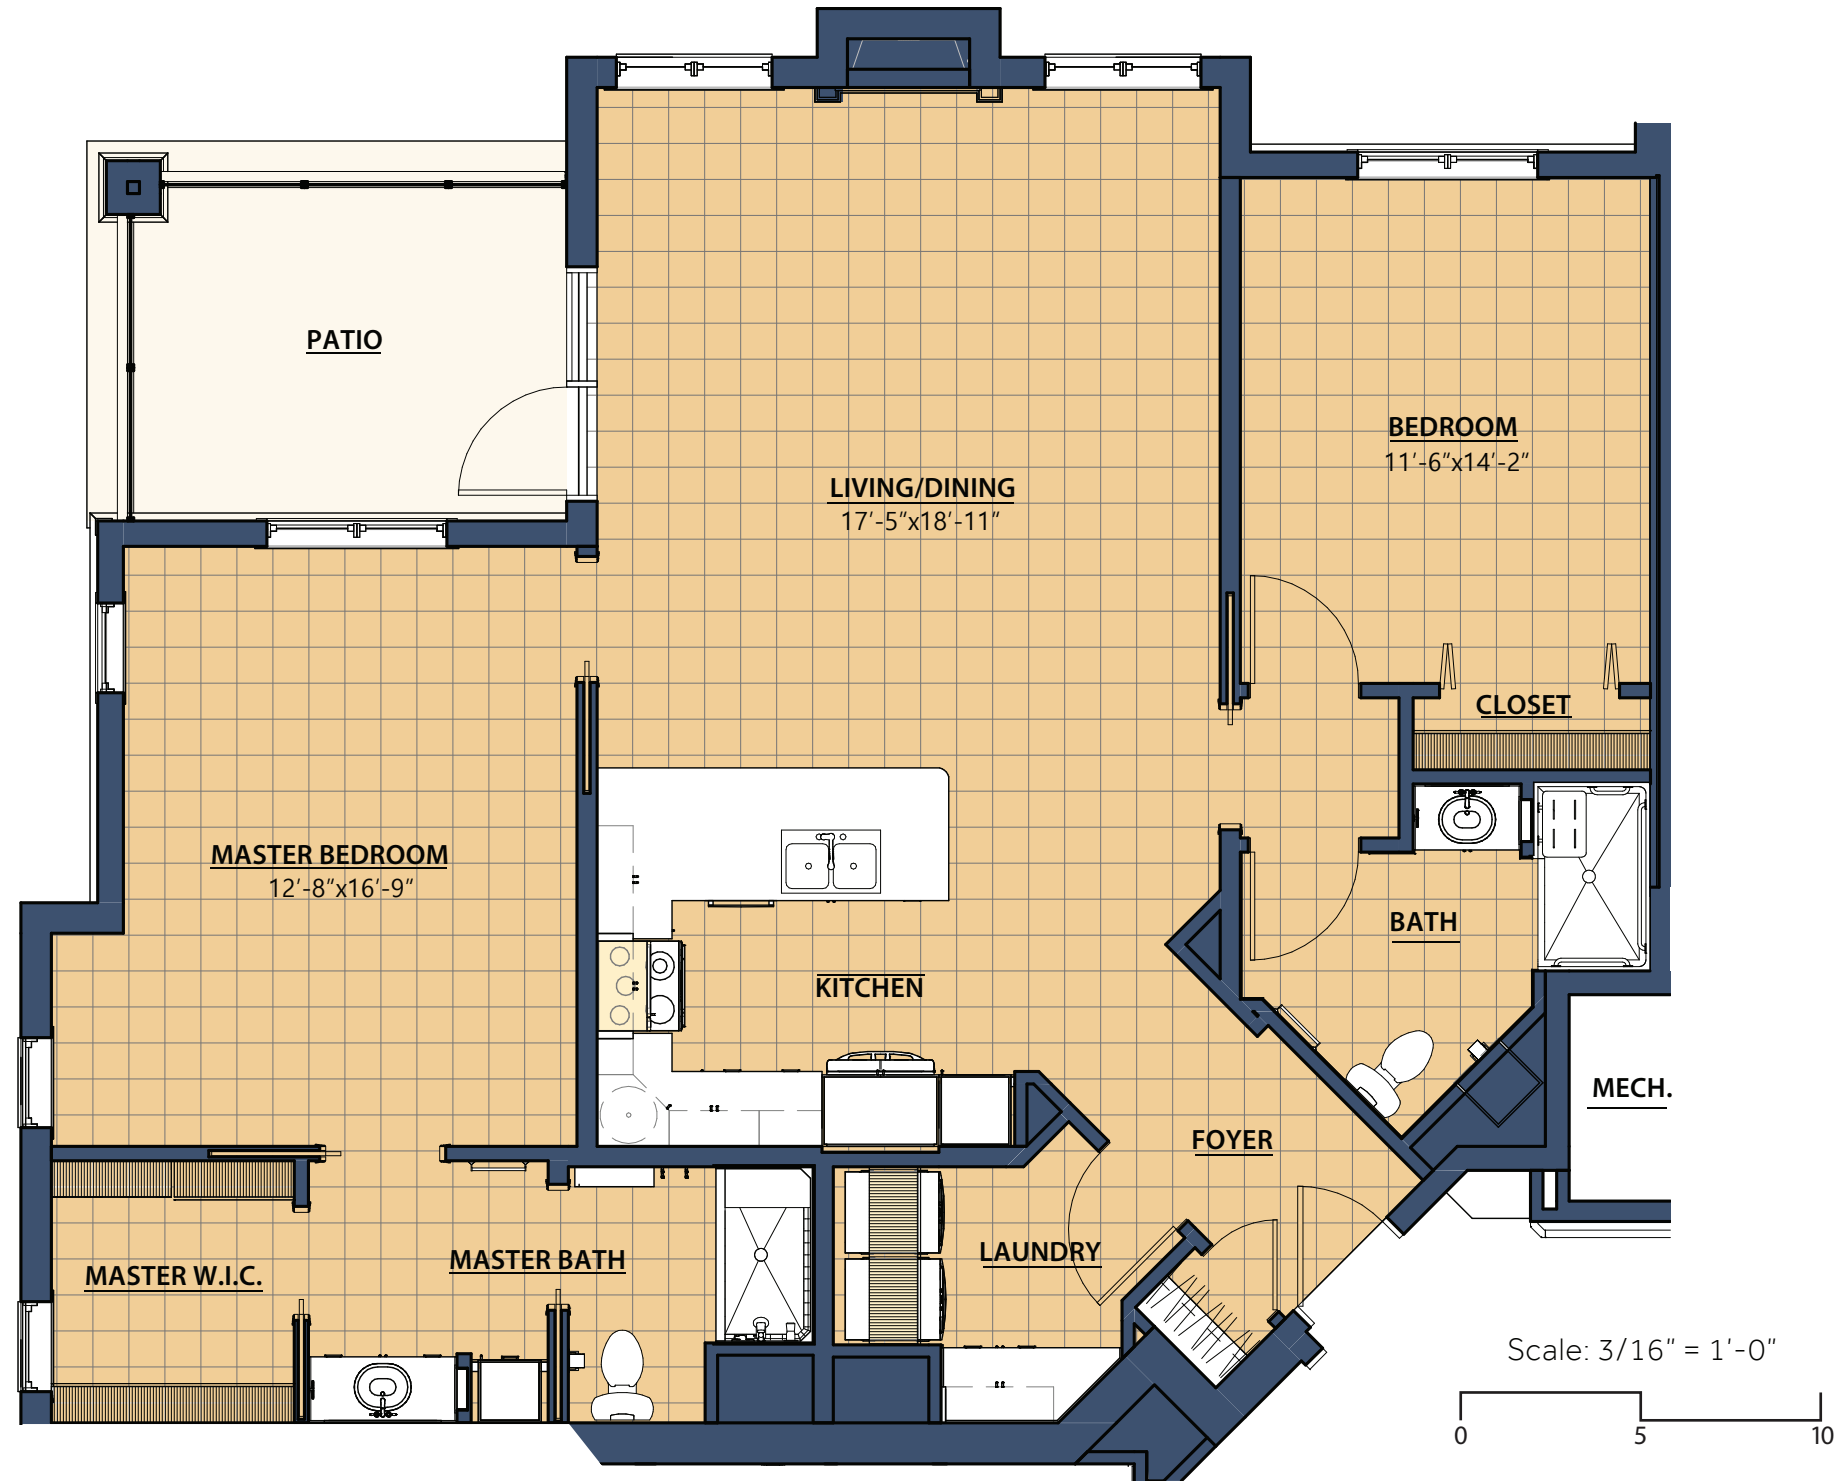 PATIO
BEDROOM
11'-6"x14'-2"
LIVING/DINING
17'-5"x18'-11"
CLOSET
MASTER BEDROOM
12'-8"x16'-9"
BATH
KITCHEN
MECH.
FOYER
LAUNDRY
MASTER BATH
MASTER W.I.C.
Scale: 3/16" = 1'-0"
0 5 10